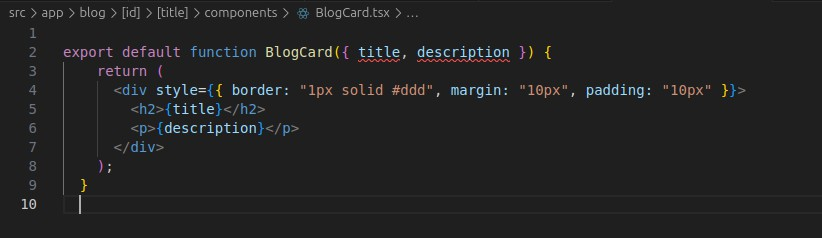 src > app > blog > [id] > [title] > components > BlogCard.tsx > ...
1
2 export default function BlogCard({ title, description }) {
3 return (
4 <div style={{ border: "1px solid #ddd", margin: "10px", padding: "10px" }}>
5 <h2>{title}</h2>
6 <p>{description}</p>
7 </div>
8 );
9 }
10